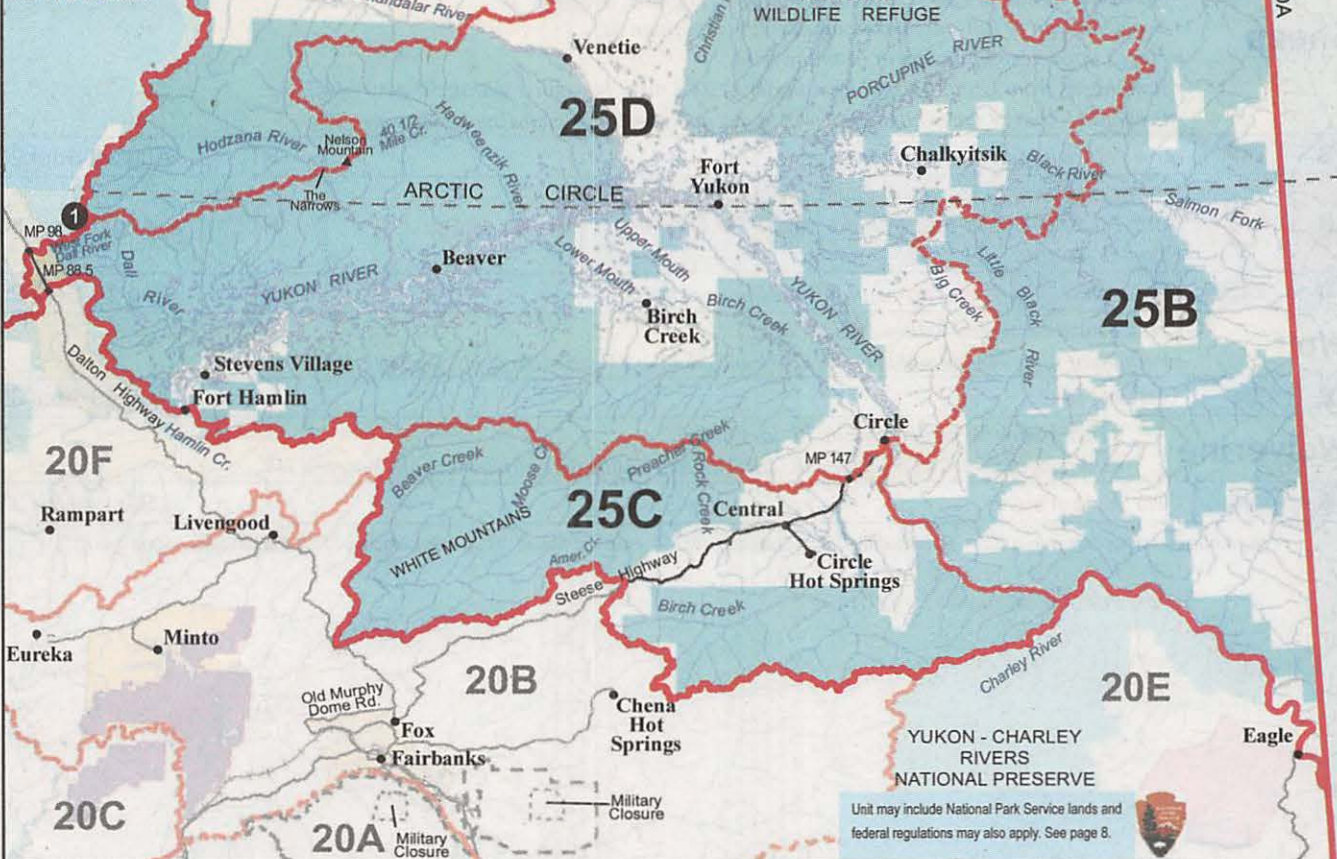 andalar River
Christian
WILDLIFE REFUGE
Venetie
PORCUPINE RIVER
25D
Hadweenzik River
40 1/2
Mile Cr.
Hodzana River
Nelson
Mountain
The
Narrows
ARCTIC CIRCLE
Fort
Yukon
Chalkyitsik
Black River
Salmon Fork
1
MP 98
West Fork
Dall River
MP 88.5
Dall River
YUKON RIVER
Beaver
Lower Mouth
Upper Mouth
Birch Creek
Birch
Creek
YUKON RIVER
Big Creek
Little Black River
25B
Dalton Highway
Stevens Village
Fort Hamlin
Hamlin Cr.
Circle
20F
Beaver Creek
Moose Cr.
Preacher Creek
Rock Creek
MP 147
25C
Central
Rampart
Livengood
WHITE MOUNTAINS
Amer. Cr.
Steese Highway
Circle
Hot Springs
Birch Creek
Eureka
Minto
20B
Charley River
20E
Old Murphy
Dome Rd.
Chena
Hot
Springs
Fox
Fairbanks
YUKON - CHARLEY
RIVERS
NATIONAL PRESERVE
Eagle
20C
20A
Military
Closure
Military
Closure
Unit may include National Park Service lands and
federal regulations may also apply. See page 8.